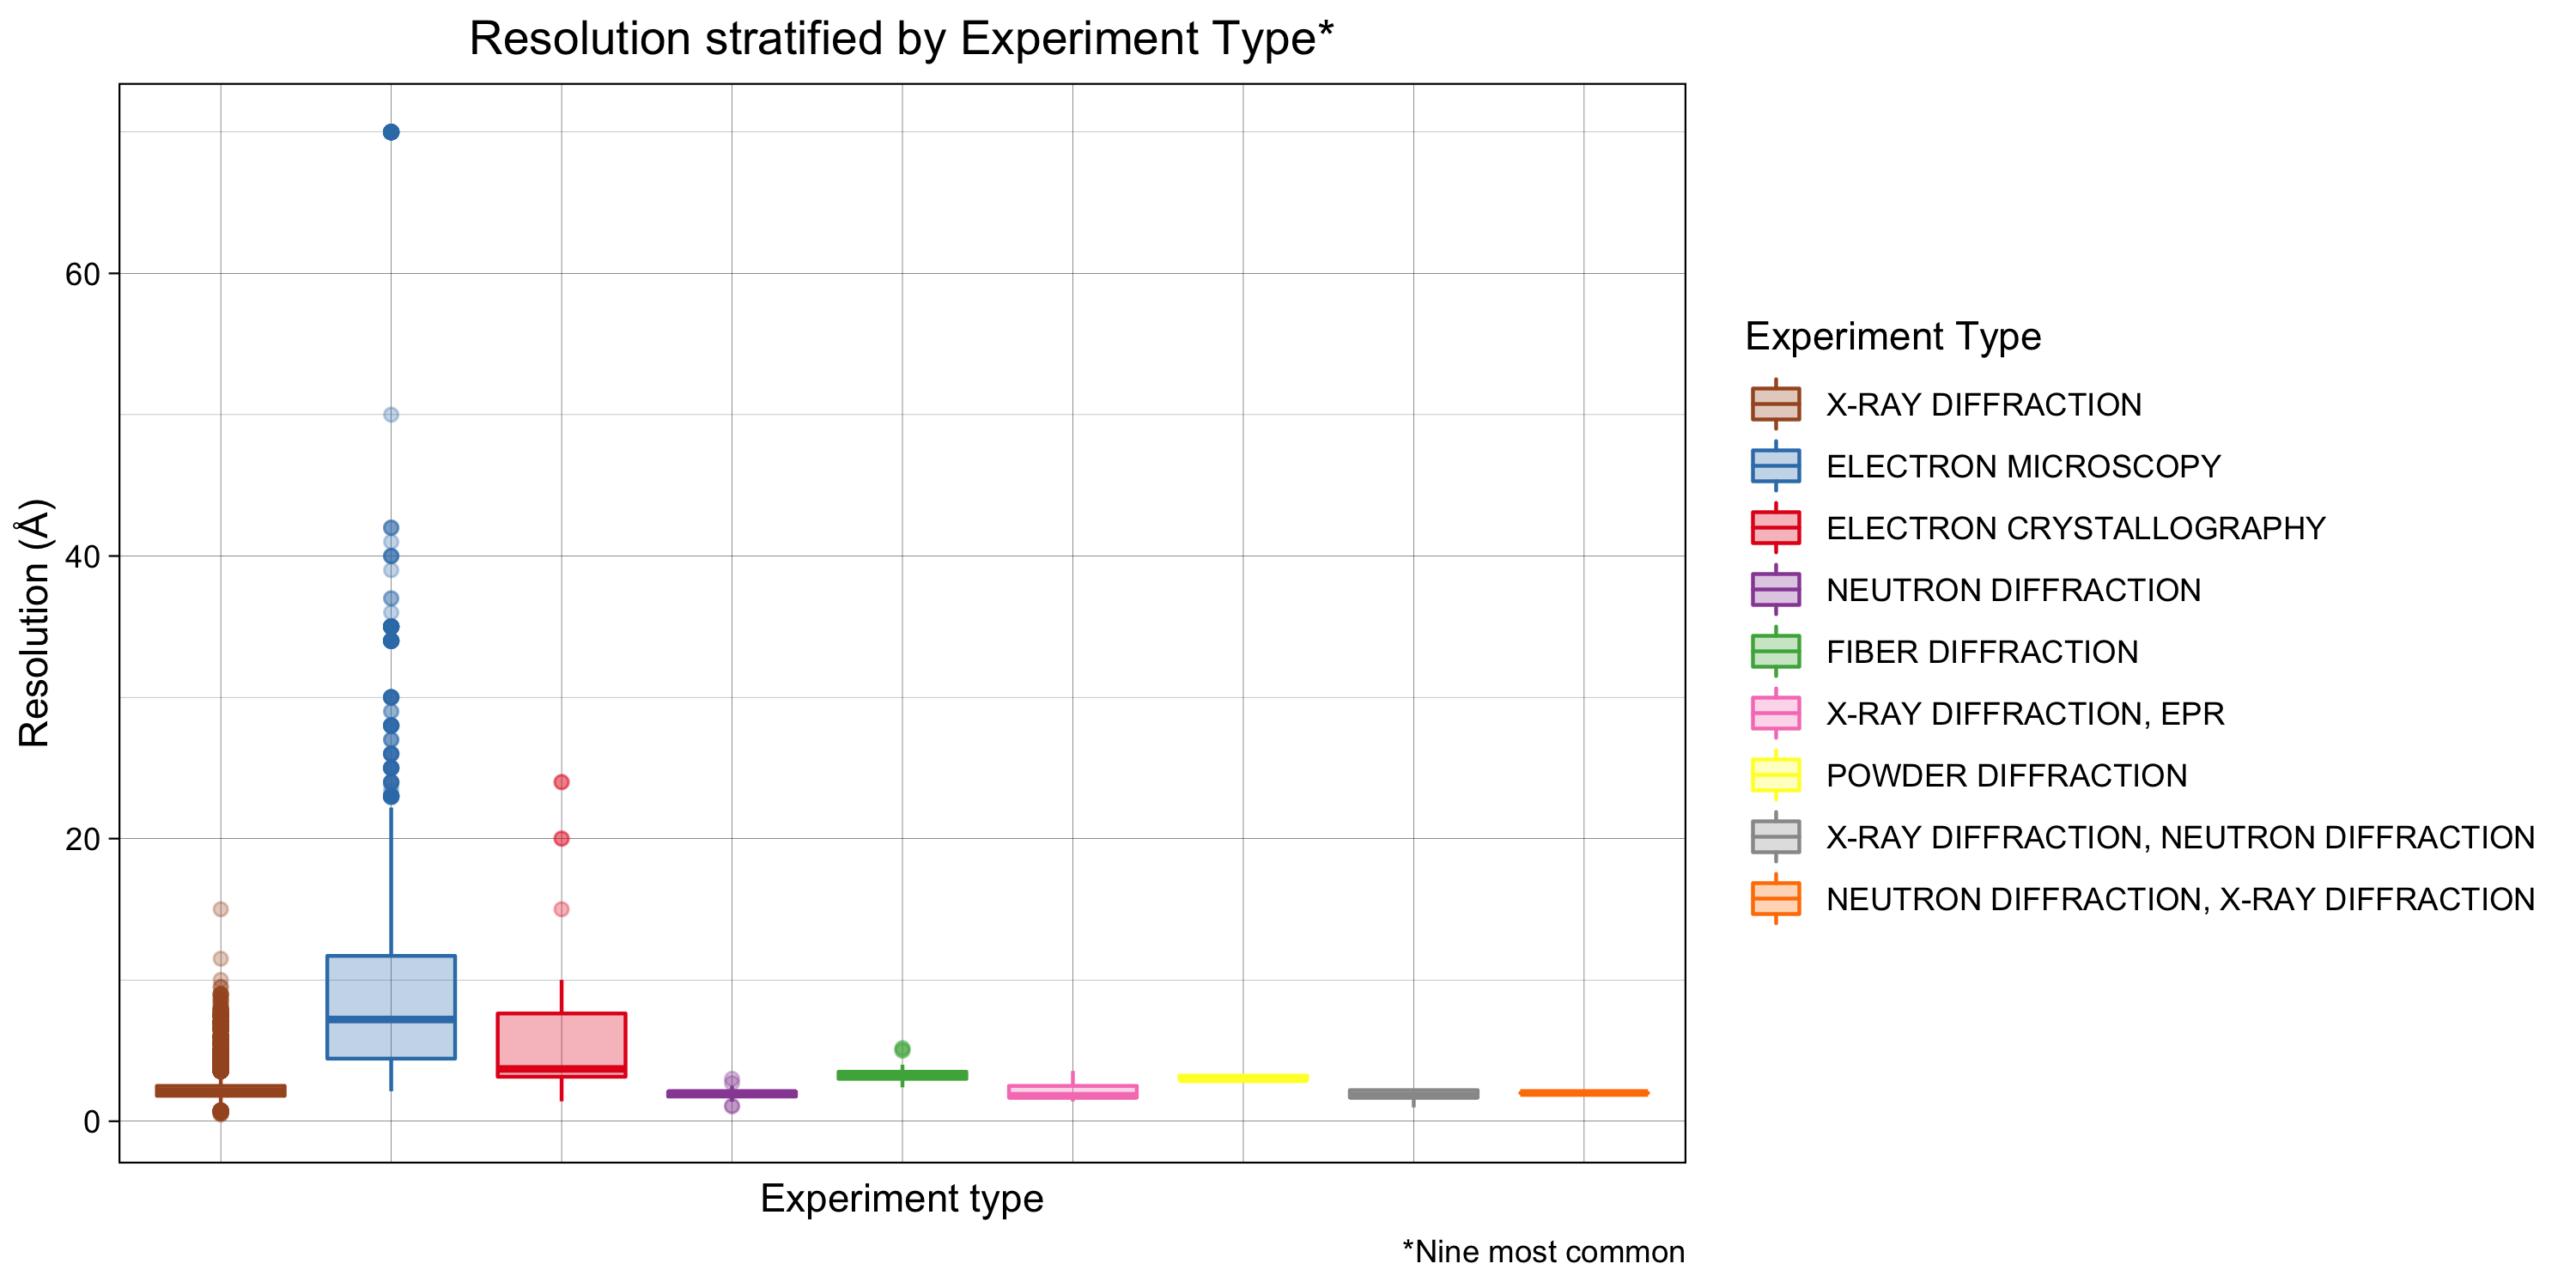 Resolution stratified by Experiment Type*
60
40
20
0
Resolution (Å)
Experiment type
*Nine most common
Experiment Type
X-RAY DIFFRACTION
ELECTRON MICROSCOPY
ELECTRON CRYSTALLOGRAPHY
NEUTRON DIFFRACTION
FIBER DIFFRACTION
X-RAY DIFFRACTION, EPR
POWDER DIFFRACTION
X-RAY DIFFRACTION, NEUTRON DIFFRACTION
NEUTRON DIFFRACTION, X-RAY DIFFRACTION